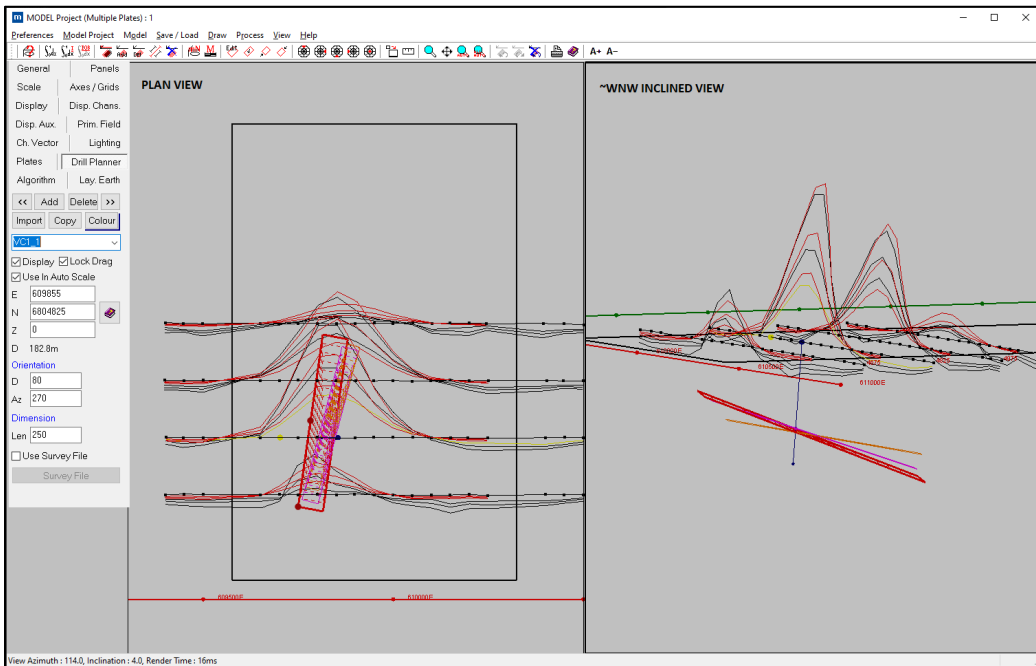 MODEL Project (Multiple Plates) : 1
Preferences Model Project Model Save / Load Draw Process View Help
A+ A-
General Panels
Scale Axes / Grids
Display Disp. Chans.
Disp. Aux. Prim. Field
Ch. Vector Lighting
Plates Drill Planner
Algorithm Lay. Earth
<< Add Delete >>
Import Copy Colour
VC1_1
Display Lock Drag
Use In Auto Scale
E 609855
N 6804825
Z 0
D 182.8m
Orientation
D 80
Az 270
Dimension
Len 250
Use Survey File
Survey File
PLAN VIEW
609500E 610000E
~WNW INCLINED VIEW
611000E
View Azimuth : 114.0, Inclination : 4.0, Render Time : 16ms